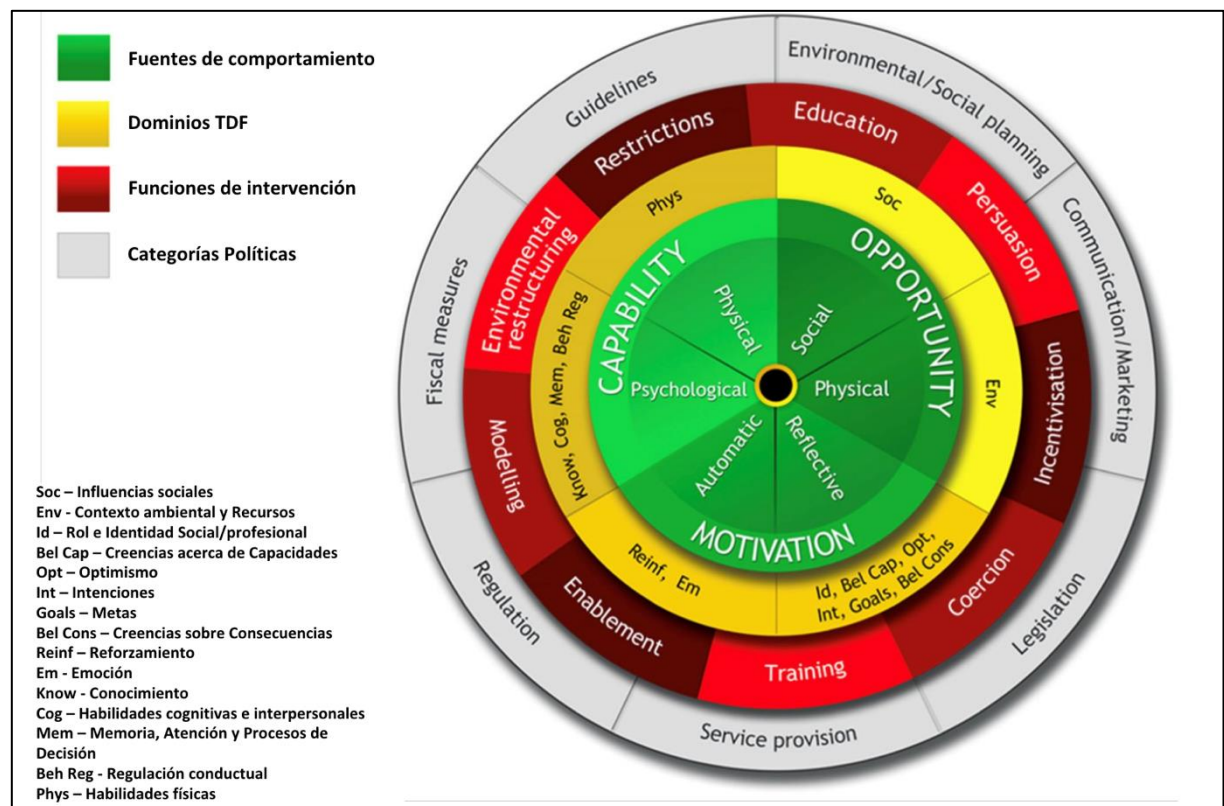 Fuentes de comportamiento
Dominios TDF
Funciones de intervención
Categorías Políticas
Soc – Influencias sociales
Env - Contexto ambiental y Recursos
Id – Rol e Identidad Social/profesional
Bel Cap – Creencias acerca de Capacidades
Opt – Optimismo
Int – Intenciones
Goals – Metas
Bel Cons – Creencias sobre Consecuencias
Reinf – Reforzamiento
Em - Emoción
Know - Conocimiento
Cog – Habilidades cognitivas e interpersonales
Mem – Memoria, Atención y Procesos de
Decisión
Beh Reg - Regulación conductual
Phys – Habilidades físicas
Guidelines
Environmental/Social planning
Communication/Marketing
Legislation
Service provision
Regulation
Fiscal measures
Restrictions
Education
Persuasion
Incentivisation
Coercion
Training
Enablement
Modelling
Environmental
restructuring
Phys
Soc
Env
Id, Bel Cap, Opt,
Int, Goals, Bel Cons
Reinf, Em
Know, Cog, Mem, Beh Reg
CAPABILITY
OPPORTUNITY
MOTIVATION
Physical
Social
Physical
Reflective
Automatic
Psychological